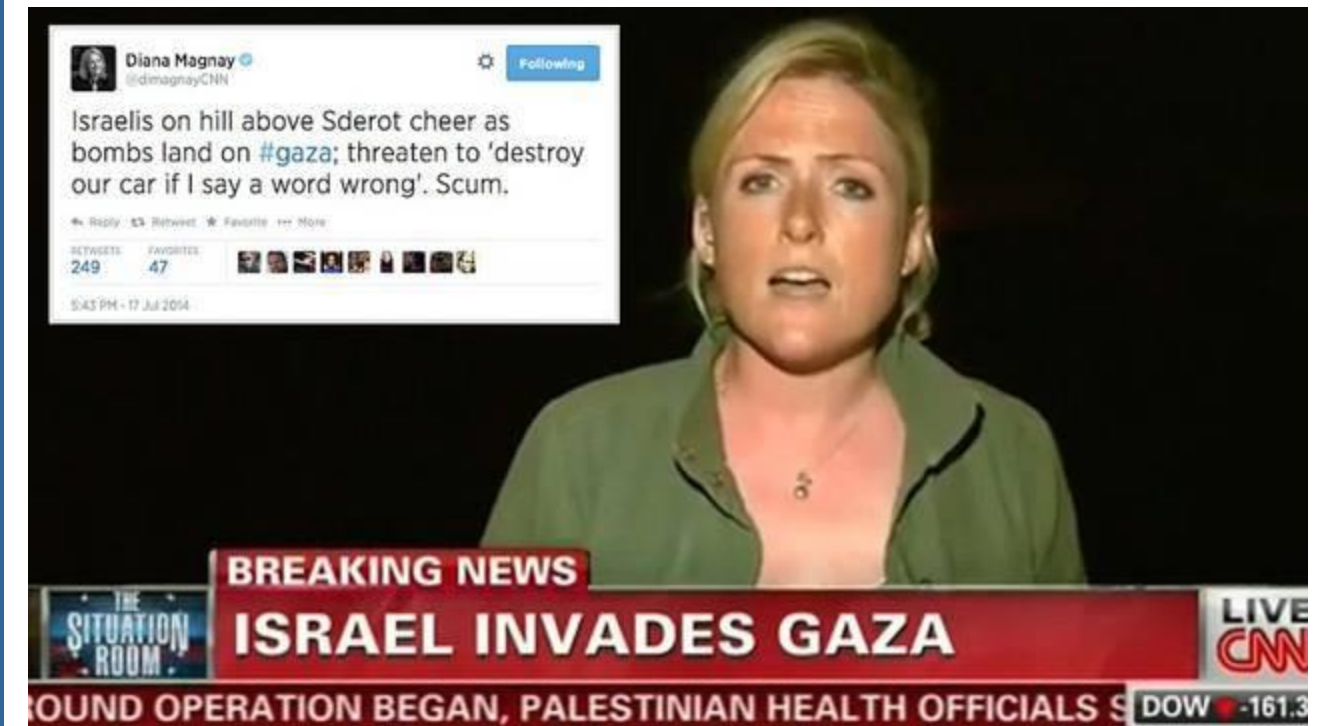 Diana Magnay
@dimagnayCNN
Following
Israelis on hill above Sderot cheer as
bombs land on #gaza; threaten to 'destroy
our car if I say a word wrong'. Scum.
Reply Retweet Favorite More
RETWEETS FAVORITES
249 47
5:43 PM - 17 Jul 2014
BREAKING NEWS
THE
SITUATION
ROOM
ISRAEL INVADES GAZA
LIVE
CNN
ROUND OPERATION BEGAN, PALESTINIAN HEALTH OFFICIALS S
DOW -161.3